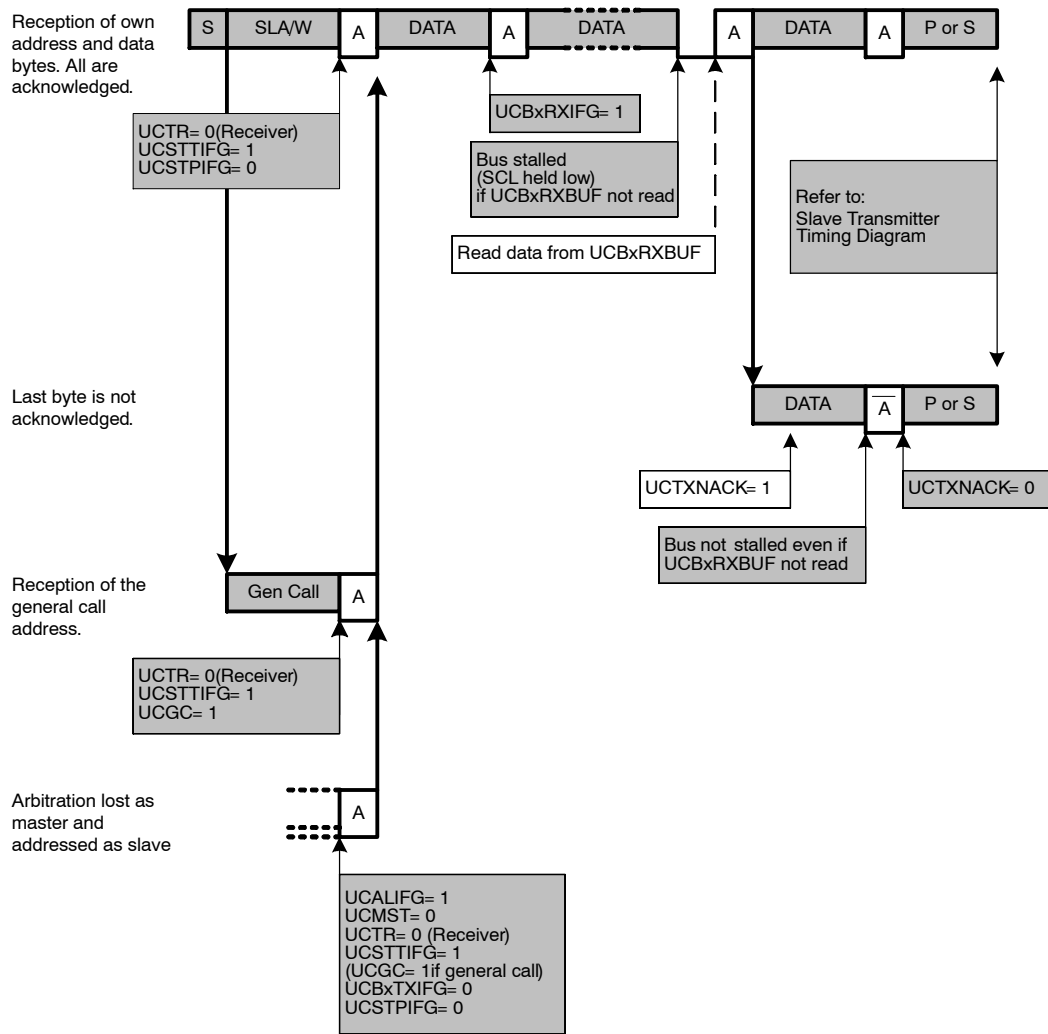 Reception of own
address and data
bytes. All are
acknowledged.
S SLA/W A DATA A DATA A DATA A P or S
UCTR= 0(Receiver)
UCSTTIFG= 1
UCSTPIFG= 0
UCBxRXIFG= 1
Bus stalled
(SCL held low)
if UCBxRXBUF not read
Read data from UCBxRXBUF
Refer to:
Slave Transmitter
Timing Diagram
Last byte is not
acknowledged.
DATA A P or S
UCTXNACK= 1
UCTXNACK= 0
Bus not stalled even if
UCBxRXBUF not read
Reception of the
general call
address.
Gen Call A
UCTR= 0(Receiver)
UCSTTIFG= 1
UCGC= 1
Arbitration lost as
master and
addressed as slave
A
UCALIFG= 1
UCMST= 0
UCTR= 0 (Receiver)
UCSTTIFG= 1
(UCGC= 1if general call)
UCBxTXIFG= 0
UCSTPIFG= 0